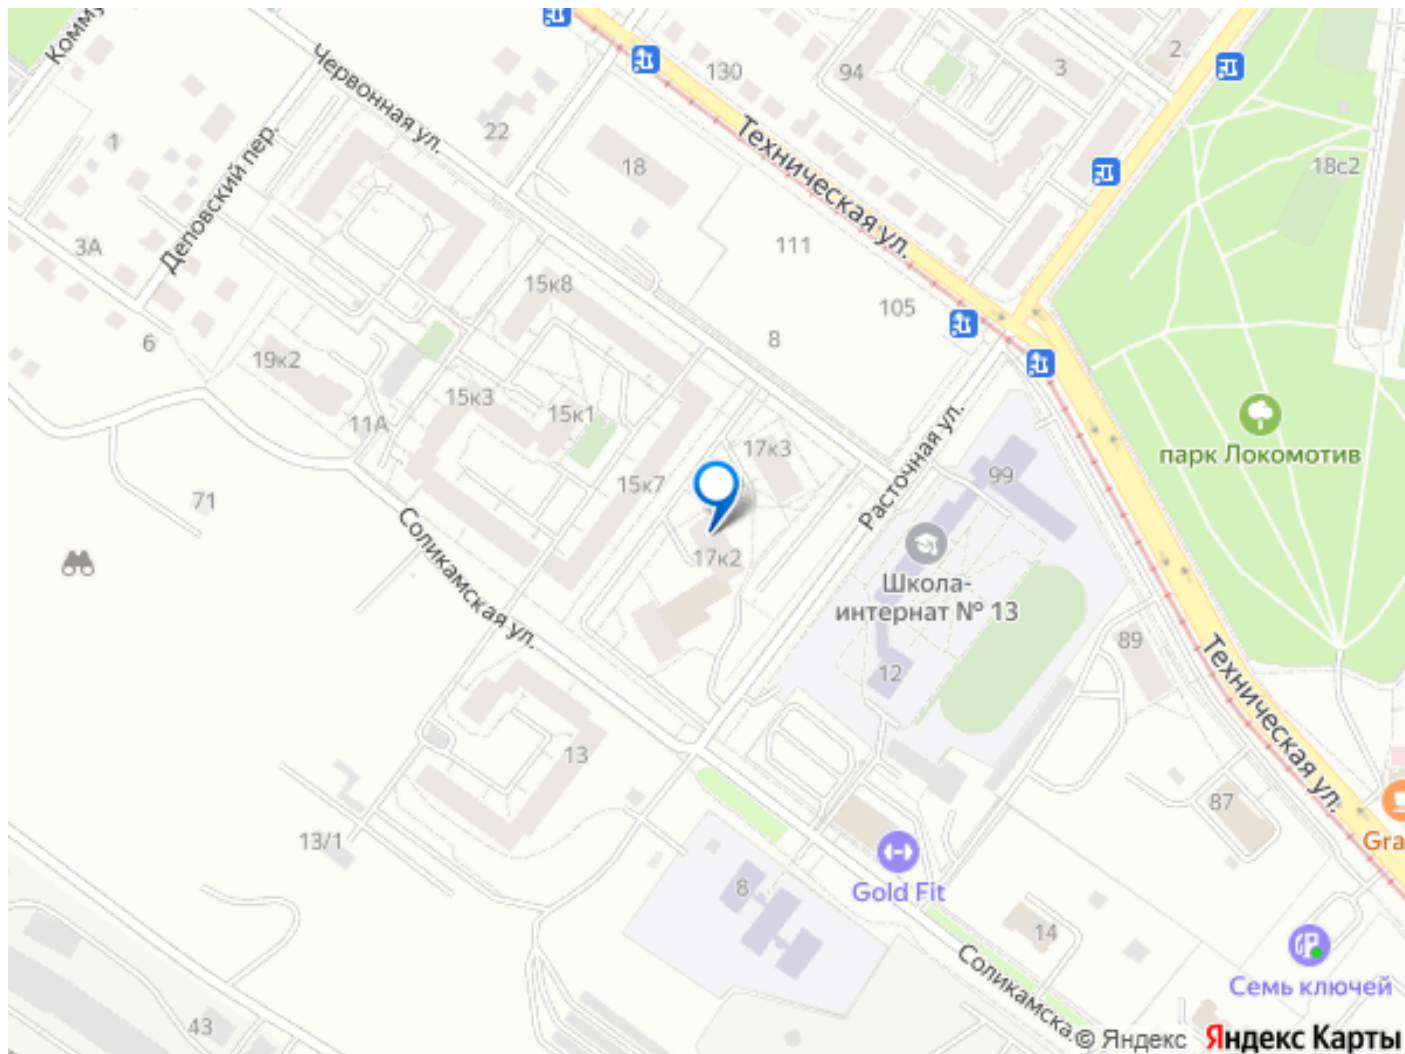 Комму
Червонная ул.
22
130
94
3
2
1
18
Техническая ул.
18с2
Деповский пер.
3А
111
15к8
105
6
8
19к2
15к3
15к1
11А
17к3
парк Локомотив
15к7
99
Расточная ул.
71
17к2
Соликамская ул.
Школа-
интернат № 13
89
12
Техническая ул.
13
87
13/1
Gra
8
Gold Fit
14
Соликамска.
Семь ключей
43
© Яндекс
Яндекс Карты